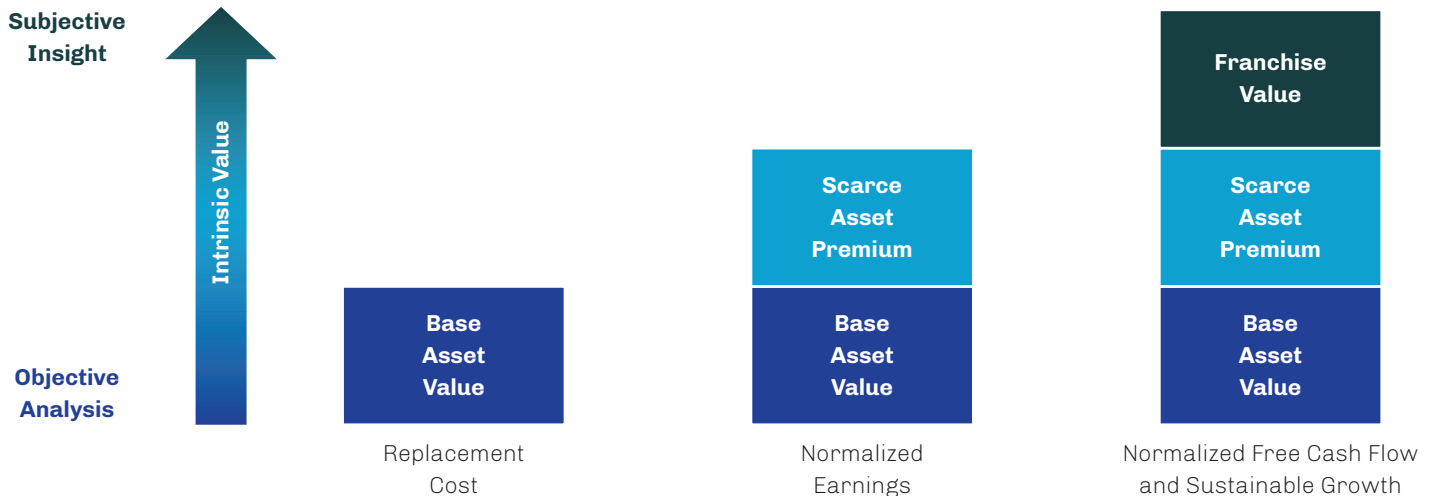 Subjective
Insight
Intrinsic Value
Objective
Analysis
Base
Asset
Value
Replacement
Cost
Scarce
Asset
Premium
Base
Asset
Value
Normalized
Earnings
Franchise
Value
Scarce
Asset
Premium
Base
Asset
Value
Normalized Free Cash Flow
and Sustainable Growth